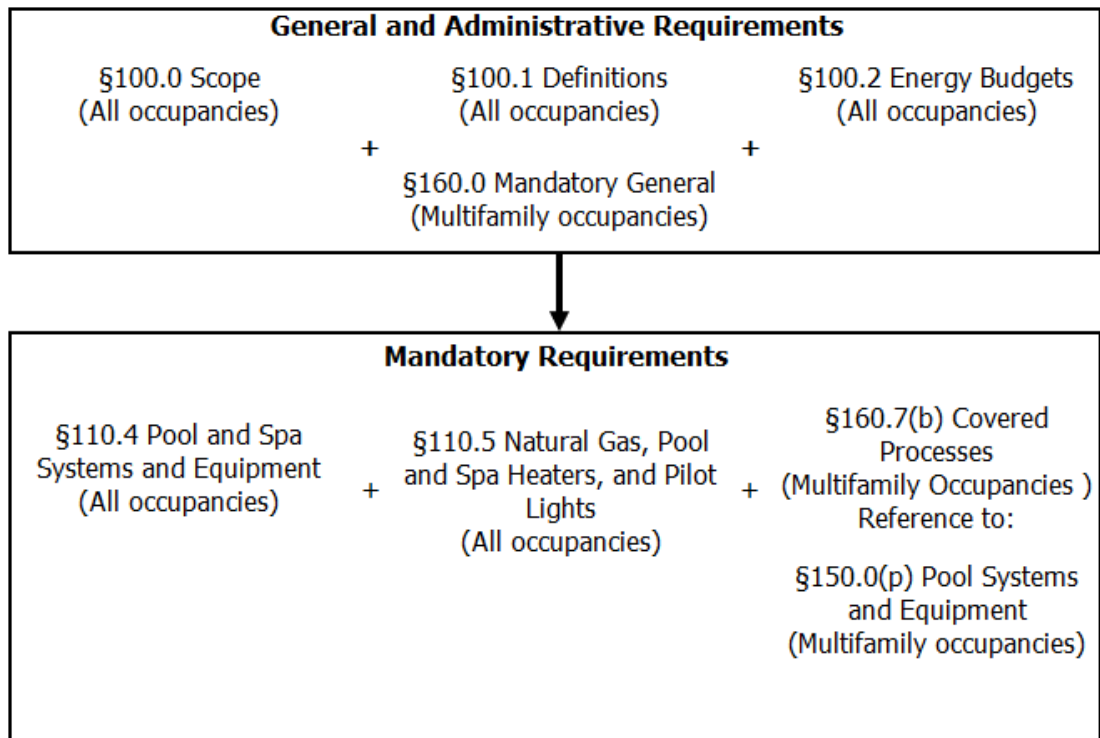 General and Administrative Requirements
§100.0 Scope
(All occupancies)
+
§100.1 Definitions
(All occupancies)
§160.0 Mandatory General
(Multifamily occupancies)
+
§100.2 Energy Budgets
(All occupancies)
Mandatory Requirements
§110.4 Pool and Spa
Systems and Equipment
(All occupancies)
+
§110.5 Natural Gas, Pool
and Spa Heaters, and Pilot
Lights
(All occupancies)
+
§160.7(b) Covered
Processes
(Multifamily Occupancies )
Reference to:
§150.0(p) Pool Systems
and Equipment
(Multifamily occupancies)